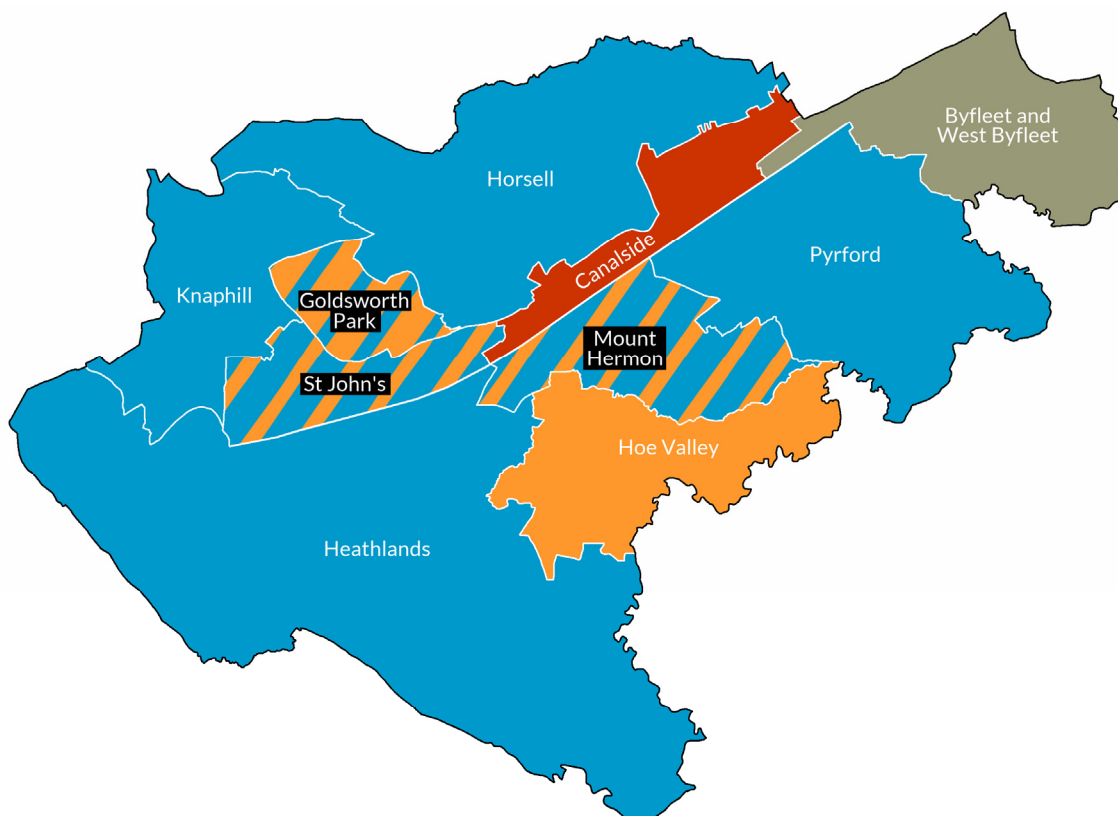 Byfleet and
West Byfleet
Horsell
Canalside
Pyrford
Knaphill
Goldsworth
Park
Mount
Hermon
St John's
Hoe Valley
Heathlands